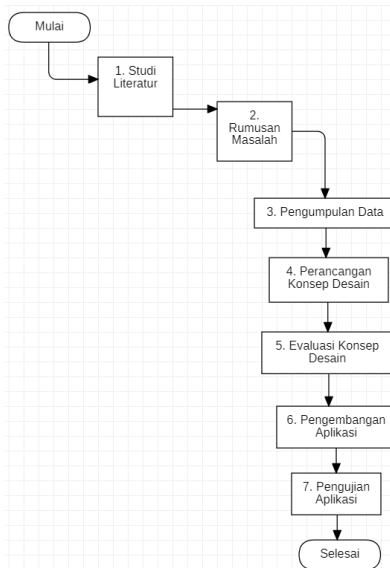 Mulai
1. Studi
Literatur
2.
Rumusan
Masalah
3. Pengumpulan Data
4. Perancangan
Konsep Desain
5. Evaluasi Konsep
Desain
6. Pengembangan
Aplikasi
7. Pengujian
Aplikasi
Selesai